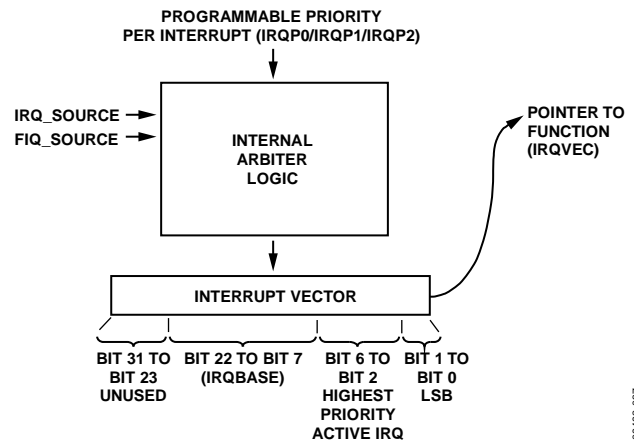 PROGRAMMABLE PRIORITY
PER INTERRUPT (IRQP0/IRQP1/IRQP2)
IRQ_SOURCE
FIQ_SOURCE
INTERNAL
ARBITER
LOGIC
POINTER TO
FUNCTION
(IRQVEC)
INTERRUPT VECTOR
BIT 31 TO
BIT 23
UNUSED
BIT 22 TO BIT 7
(IRQBASE)
BIT 6 TO
BIT 2
HIGHEST
PRIORITY
ACTIVE IRQ
BIT 1 TO
BIT 0
LSB